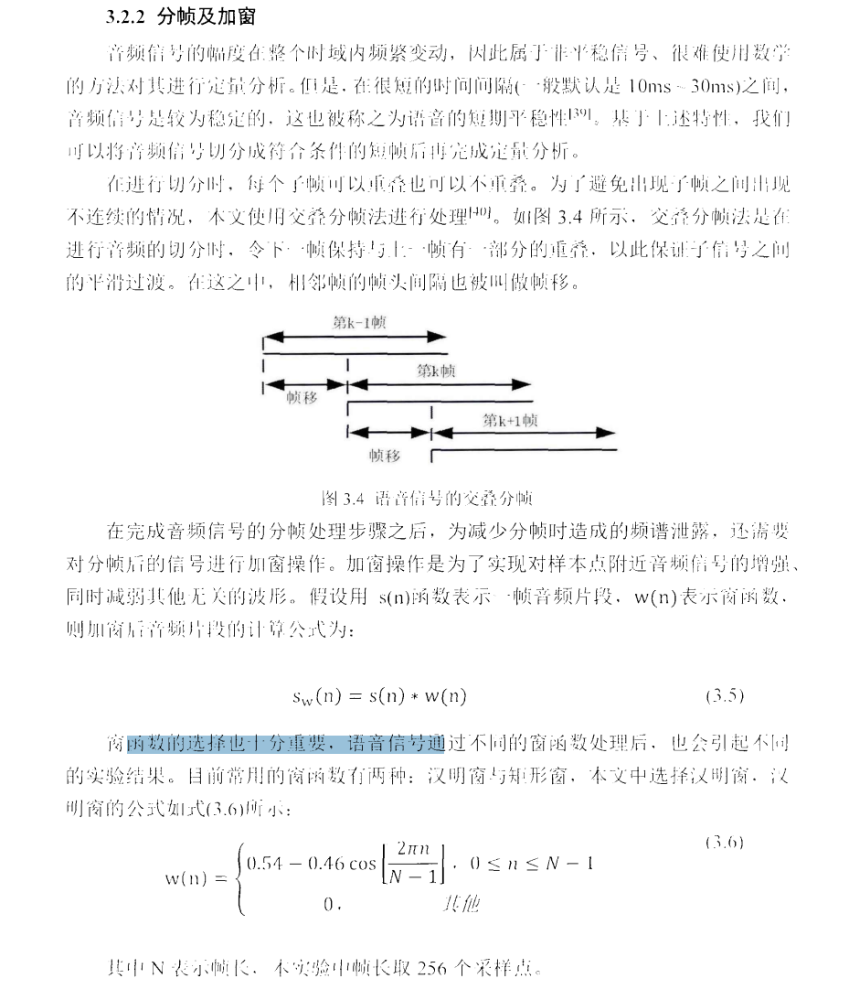 3.2.2 分帧及加窗
音频信号的幅度在整个时域内频繁变动，因此属于非平稳信号、很难使用数学
的方法对其进行定量分析。但是，在很短的时间间隔(一般默认是 10ms~30ms)之间，
音频信号是较为稳定的，这也被称之为语音的短期平稳性[39]。基于上述特性，我们
可以将音频信号切分成符合条件的短帧后再完成定量分析。
在进行切分时，每个子帧可以重叠也可以不重叠。为了避免出现子帧之间出现
不连续的情况，本文使用交叠分帧法进行处理[40]。如图 3.4 所示，交叠分帧法是在
进行音频的切分时，令下一帧保持与上一帧有一部分的重叠，以此保证子信号之间
的平滑过渡。在这之中，相邻帧的帧头间隔也被叫做帧移。
第k-1帧
第k帧
帧移
第k+1帧
帧移
图 3.4 语音信号的交叠分帧
在完成音频信号的分帧处理步骤之后，为减少分帧时造成的频谱泄露，还需要
对分帧后的信号进行加窗操作。加窗操作是为了实现对样本点附近音频信号的增强、
同时减弱其他无关的波形。假设用 s(n)函数表示一帧音频片段，w(n)表示窗函数，
则加窗后音频片段的计算公式为：
s_w(n) = s(n) * w(n) (3.5)
窗函数的选择也十分重要，语音信号通过不同的窗函数处理后，也会引起不同
的实验结果。目前常用的窗函数有两种：汉明窗与矩形窗，本文中选择汉明窗．汉
明窗的公式如式(3.6)所示：
w(n) = { 0.54 − 0.46 cos⌊2πn / N − 1⌋, 0 ≤ n ≤ N − 1 (3.6)
0, 其他
其中 N 表示帧长，本实验中帧长取 256 个采样点。